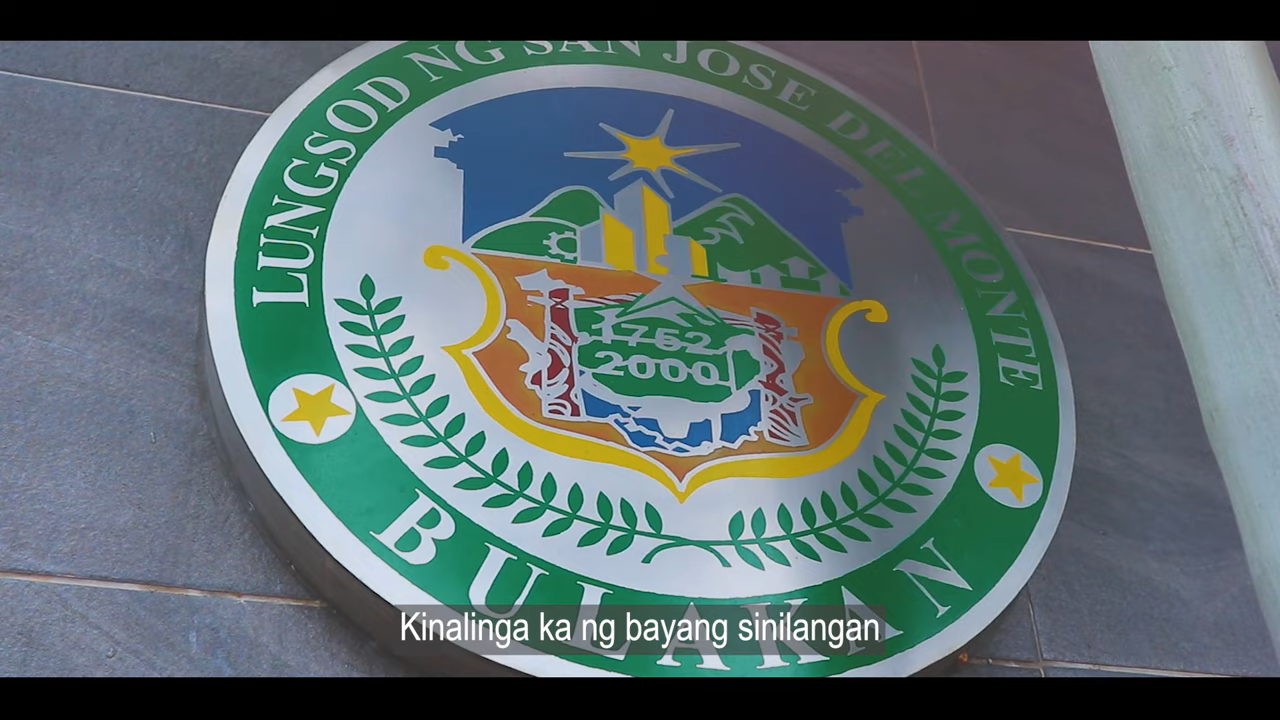 LUNGSOD NG SAN JOSE DEL MONTE
1752
2000
BULAKAN
Kinalinga ka ng bayang sinilangan